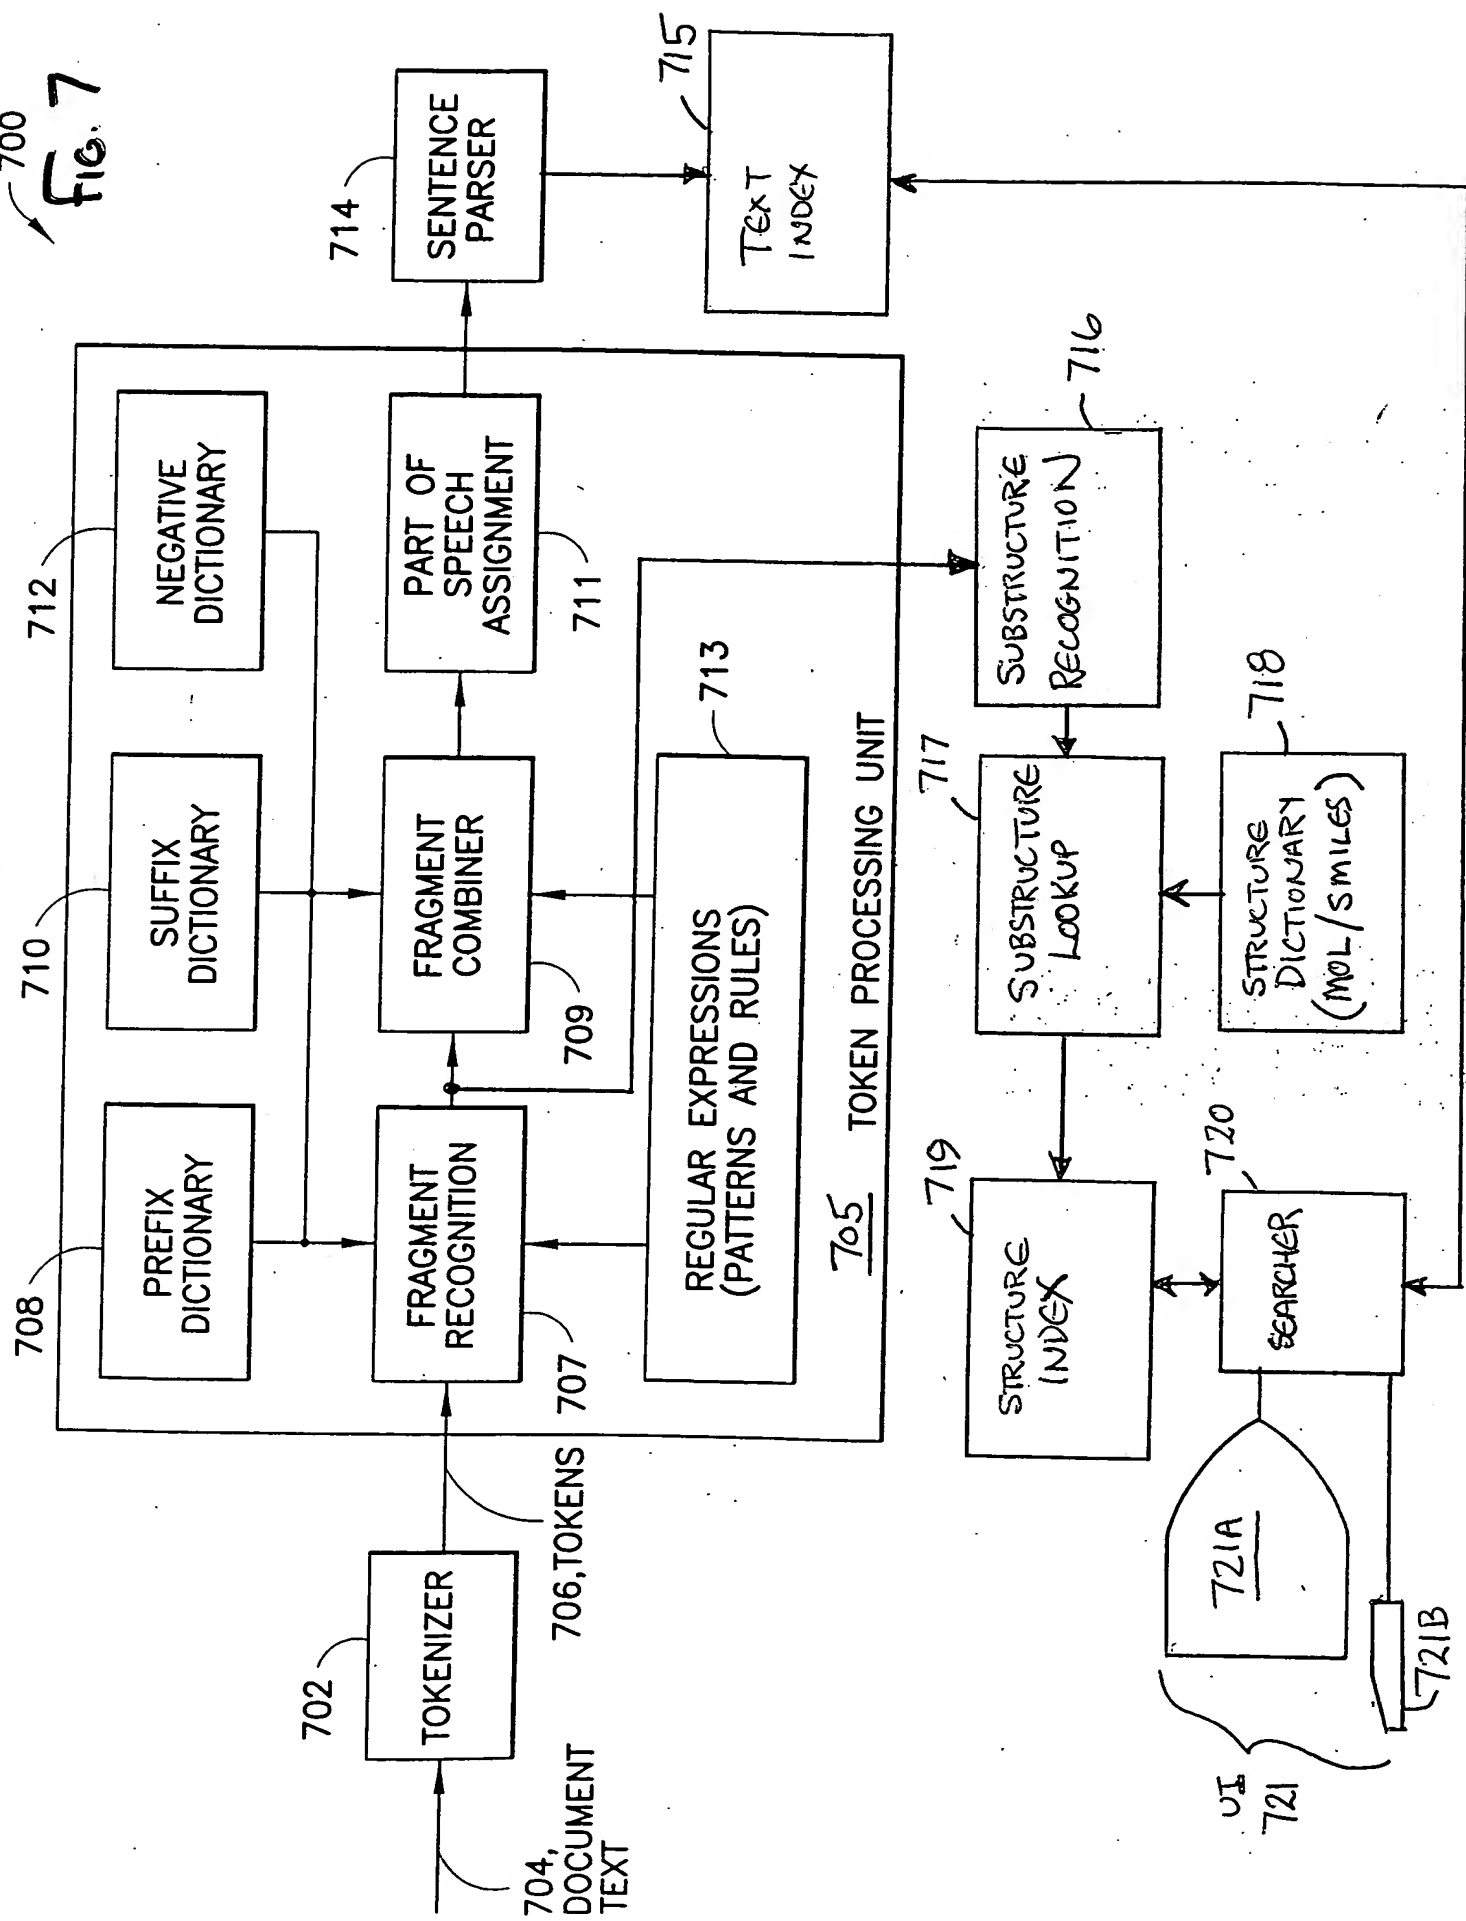 700
FIG. 7
712
NEGATIVE
DICTIONARY
710
SUFFIX
DICTIONARY
708
PREFIX
DICTIONARY
714
SENTENCE
PARSER
715
TEXT
INDEX
PART OF
SPEECH
ASSIGNMENT
711
FRAGMENT
COMBINER
709
FRAGMENT
RECOGNITION
707
702
TOKENIZER
706,TOKENS
704,
DOCUMENT
TEXT
713
REGULAR EXPRESSIONS
(PATTERNS AND RULES)
705 TOKEN PROCESSING UNIT
716
SUBSTRUCTURE
RECOGNITION
717
SUBSTRUCTURE
LOOKUP
718
STRUCTURE
DICTIONARY
(MOL/SMILES)
719
STRUCTURE
INDEX
720
SEARCHER
721A
721B
UI
721